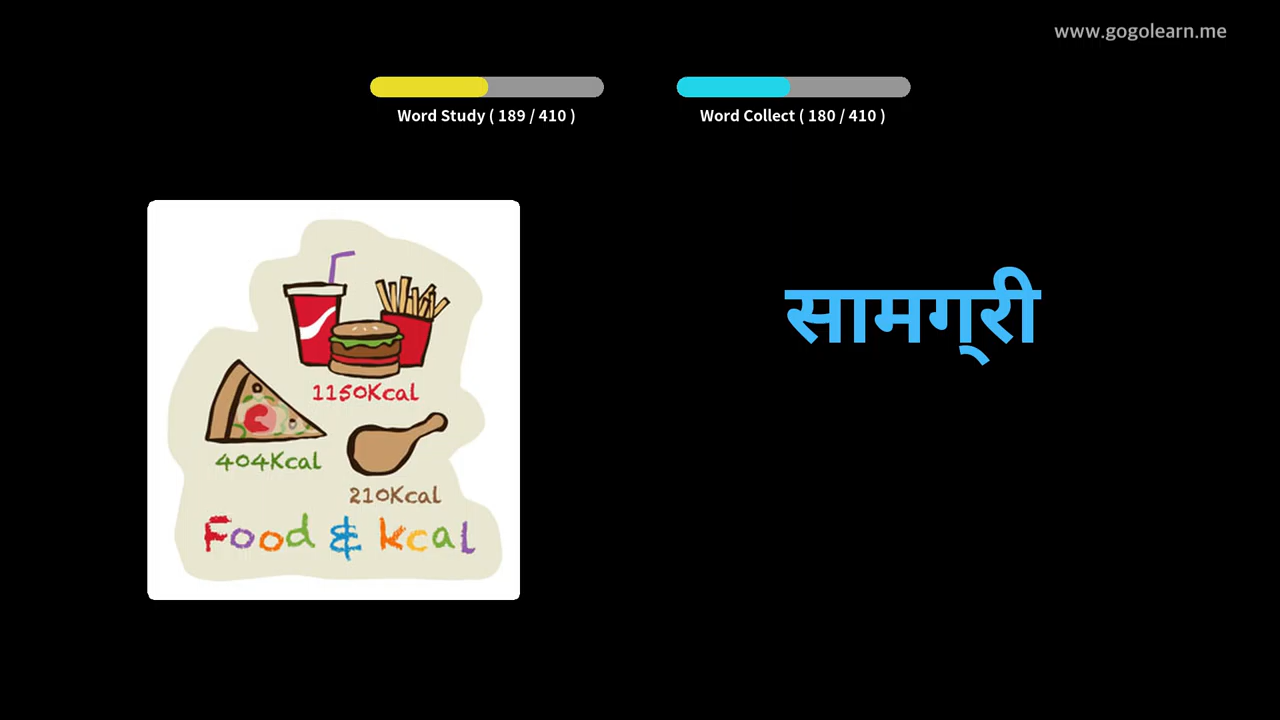 www.gogolearn.me
Word Study ( 189 / 410 )
Word Collect ( 180 / 410 )
सामग्‌री
1150Kcal
404Kcal
210Kcal
Food & kcal